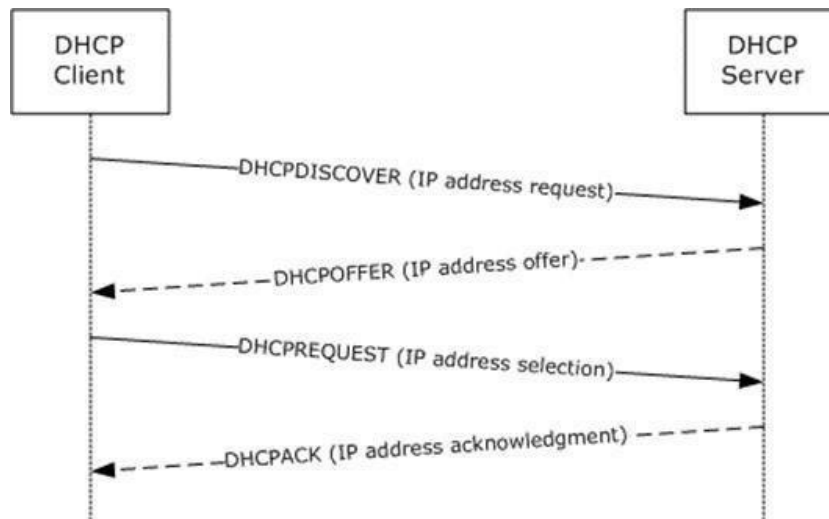 DHCP
Client
DHCP
Server
DHCPDISCOVER (IP address request)
DHCPOFFER (IP address offer)
DHCPREQUEST (IP address selection)
DHCPACK (IP address acknowledgment)